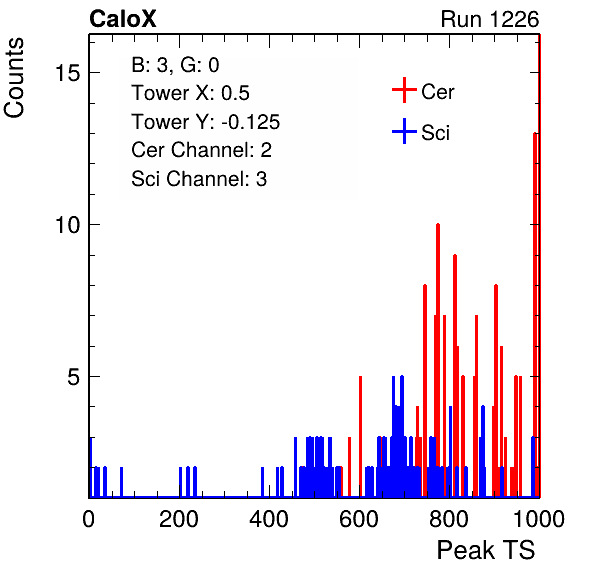 CaloX Run 1226
Counts
15
10
5
B: 3, G: 0
Tower X: 0.5
Tower Y: -0.125
Cer Channel: 2
Sci Channel: 3
Cer
Sci
0 200 400 600 800 1000
Peak TS